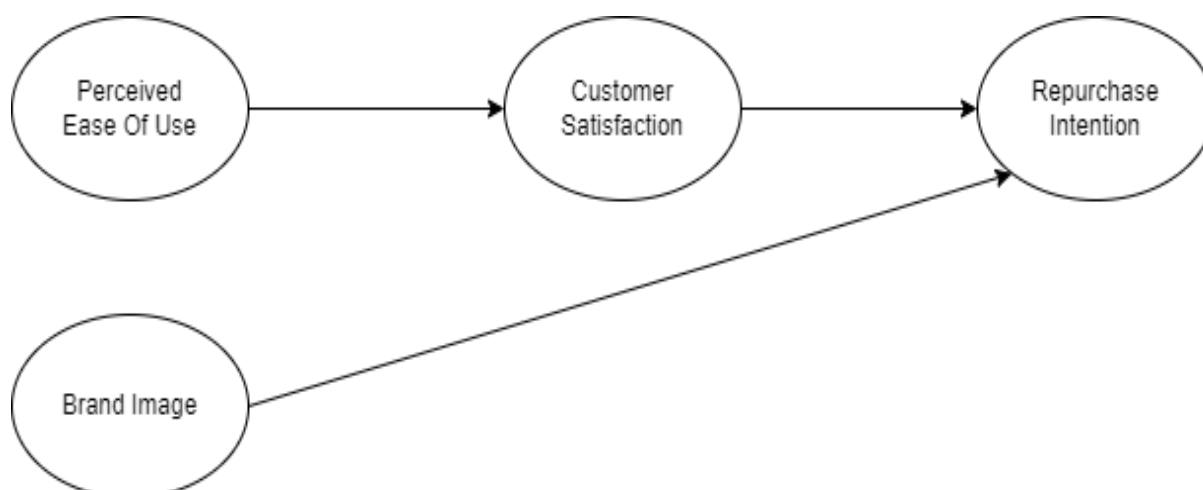 Perceived
Ease Of Use
Customer
Satisfaction
Repurchase
Intention
Brand Image